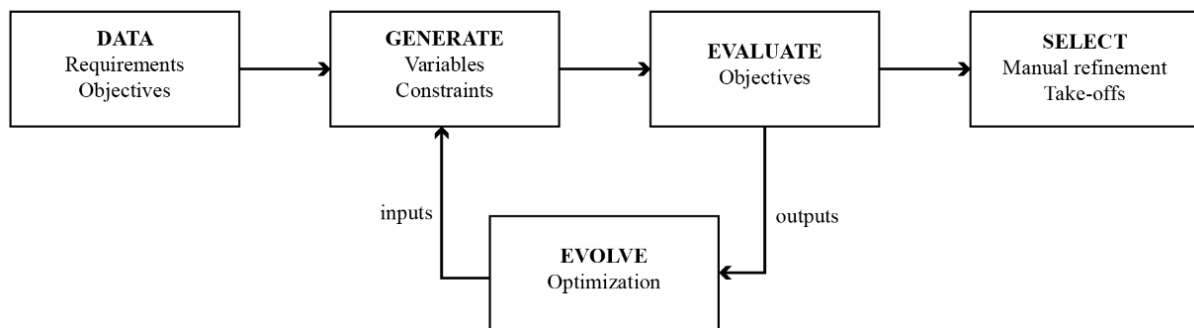 DATA
Requirements
Objectives
GENERATE
Variables
Constraints
EVALUATE
Objectives
SELECT
Manual refinement
Take-offs
inputs
outputs
EVOLVE
Optimization